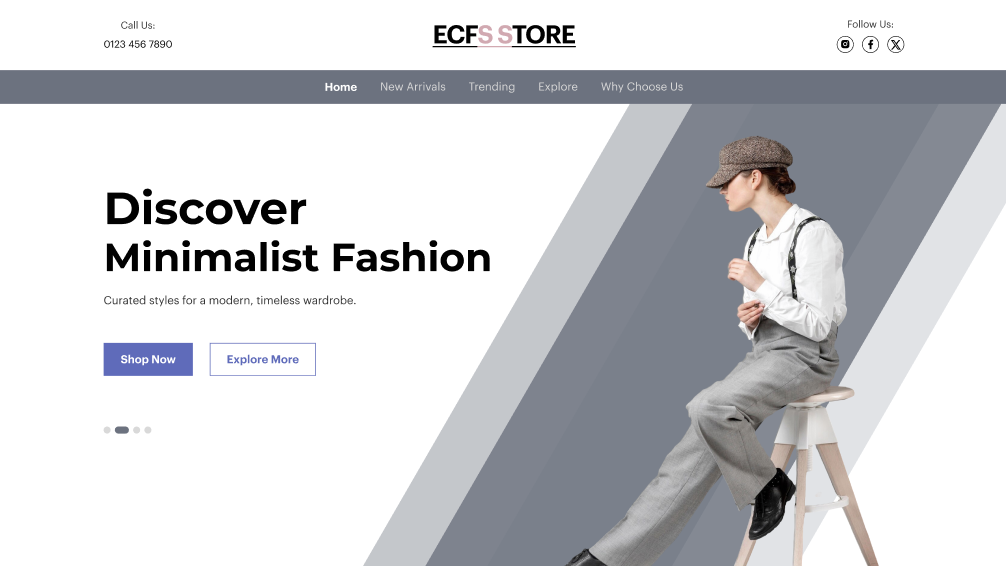 Call Us:
0123 456 7890
ECFS STORE
Follow Us:
Home New Arrivals Trending Explore Why Choose Us
Discover
Minimalist Fashion
Curated styles for a modern, timeless wardrobe.
Shop Now Explore More